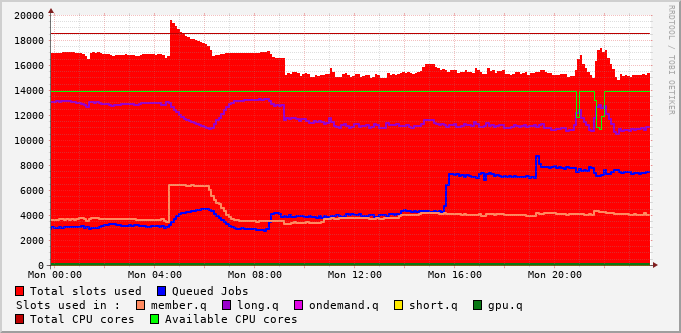 20000
18000
16000
14000
12000
10000
8000
6000
4000
2000
0
Mon 00:00 Mon 04:00 Mon 08:00 Mon 12:00 Mon 16:00 Mon 20:00
Total slots used Queued Jobs
Slots used in : member.q long.q ondemand.q short.q gpu.q
Total CPU cores Available CPU cores
RRDTOOL / TOBI OETIKER